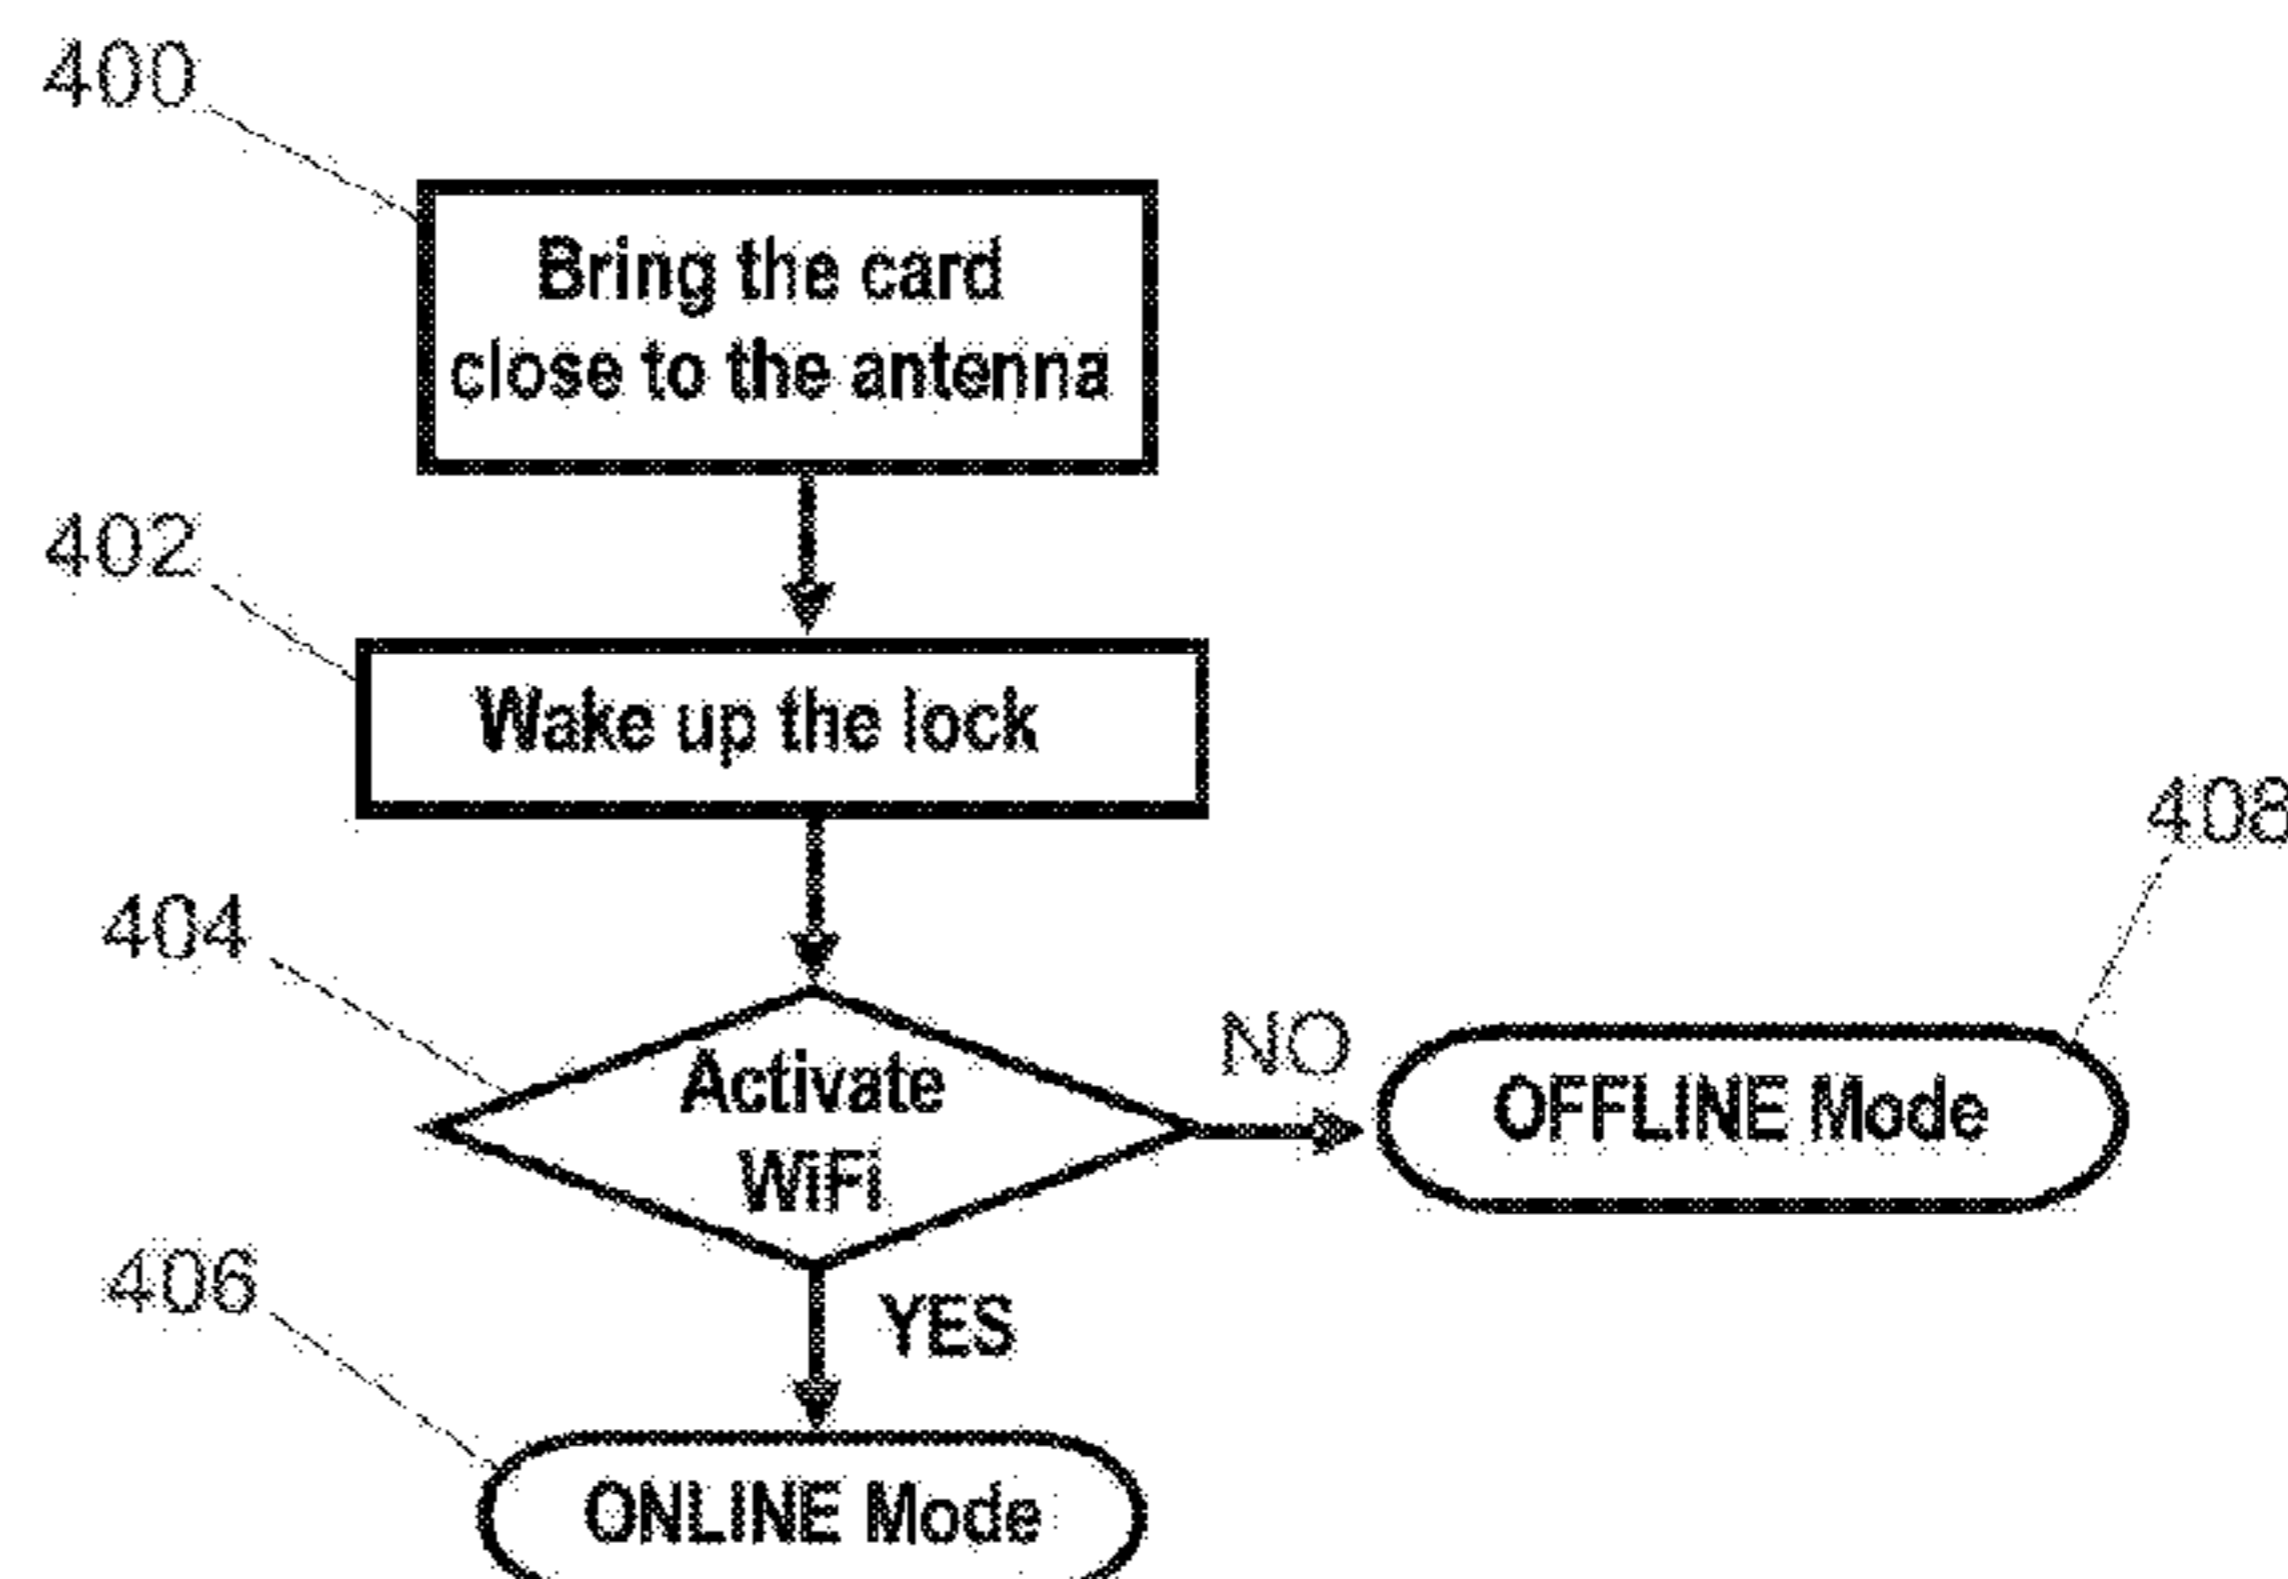 400
Bring the card
close to the antenna
402
Wake up the lock
408
404
Activate
WiFi
NO
OFFLINE Mode
406
YES
ONLINE Mode